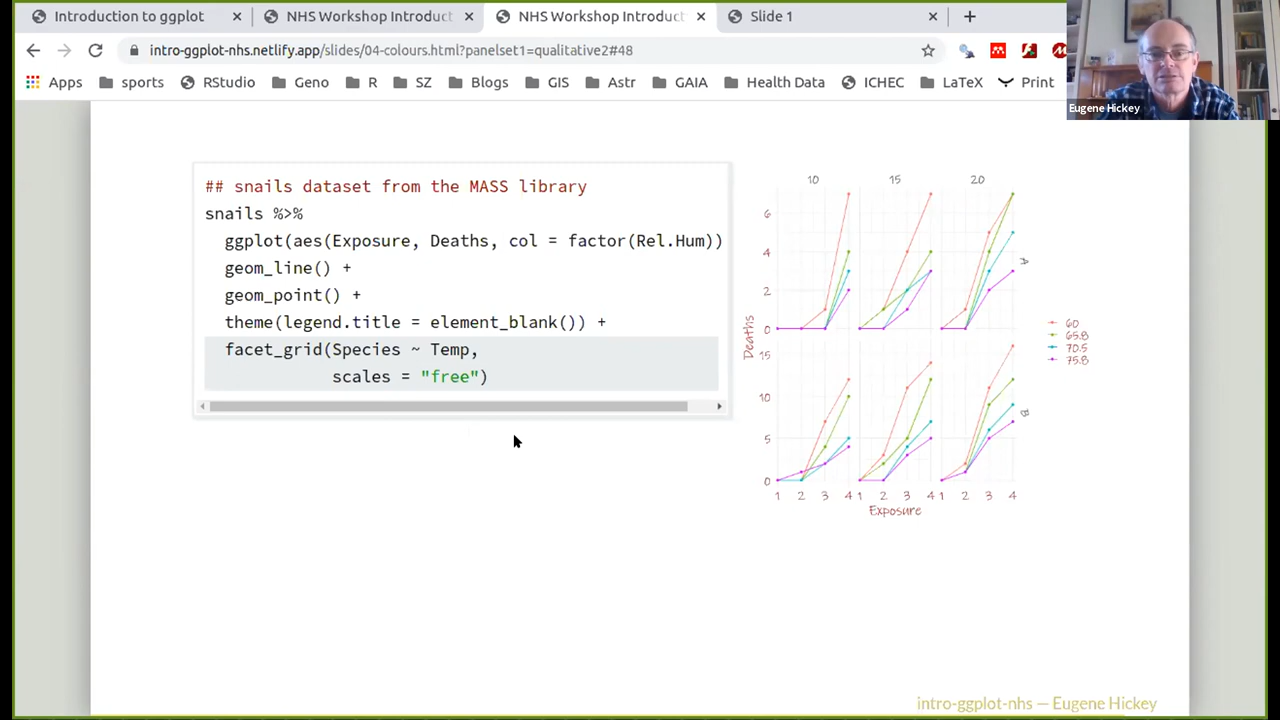 Introduction to ggplot
NHS Workshop Introduct
NHS Workshop Introduct
Slide 1
intro-ggplot-nhs.netlify.app/slides/04-colours.html?panelset1=qualitative2#48
Apps
sports
RStudio
Geno
R
SZ
Blogs
GIS
Astr
GAIA
Health Data
ICHEC
LaTeX
Print
Eugene Hickey
## snails dataset from the MASS library
snails %>%
ggplot(aes(Exposure, Deaths, col = factor(Rel.Hum))
geom_line() +
geom_point() +
theme(legend.title = element_blank()) +
facet_grid(Species ~ Temp,
scales = "free")
10 15 20
6
4
2
0
A
Deaths
15
10
5
0
B
1 2 3 4 1 2 3 4 1 2 3 4
Exposure
60
65.8
70.5
75.8
intro-ggplot-nhs — Eugene Hickey